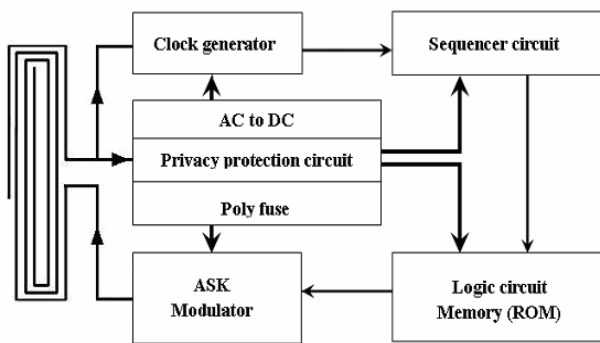 Clock generator
Sequencer circuit
AC to DC
Privacy protection circuit
Poly fuse
ASK
Modulator
Logic circuit
Memory (ROM)